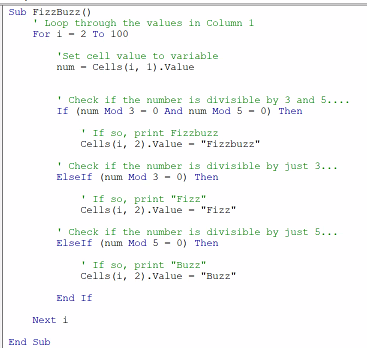 Sub FizzBuzz()
' Loop through the values in Column 1
For i = 2 To 100
'Set cell value to variable
num = Cells(i, 1).Value
' Check if the number is divisible by 3 and 5....
If (num Mod 3 = 0 And num Mod 5 = 0) Then
' If so, print Fizzbuzz
Cells(i, 2).Value = "Fizzbuzz"
' Check if the number is divisible by just 3...
ElseIf (num Mod 3 = 0) Then
' If so, print "Fizz"
Cells(i, 2).Value = "Fizz"
' Check if the number is divisible by just 5...
ElseIf (num Mod 5 = 0) Then
' If so, print "Buzz"
Cells(i, 2).Value = "Buzz"
End If
Next i
End Sub